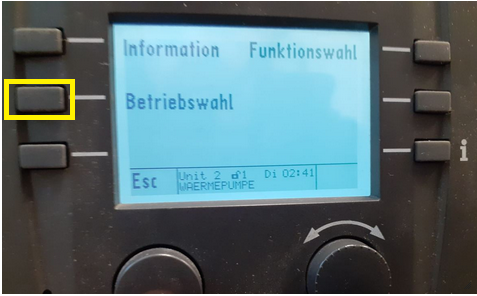 Information Funktionswahl
Betriebswahl
i
Esc Unit 2 1 Di 02:41
WAERMEPUMPE